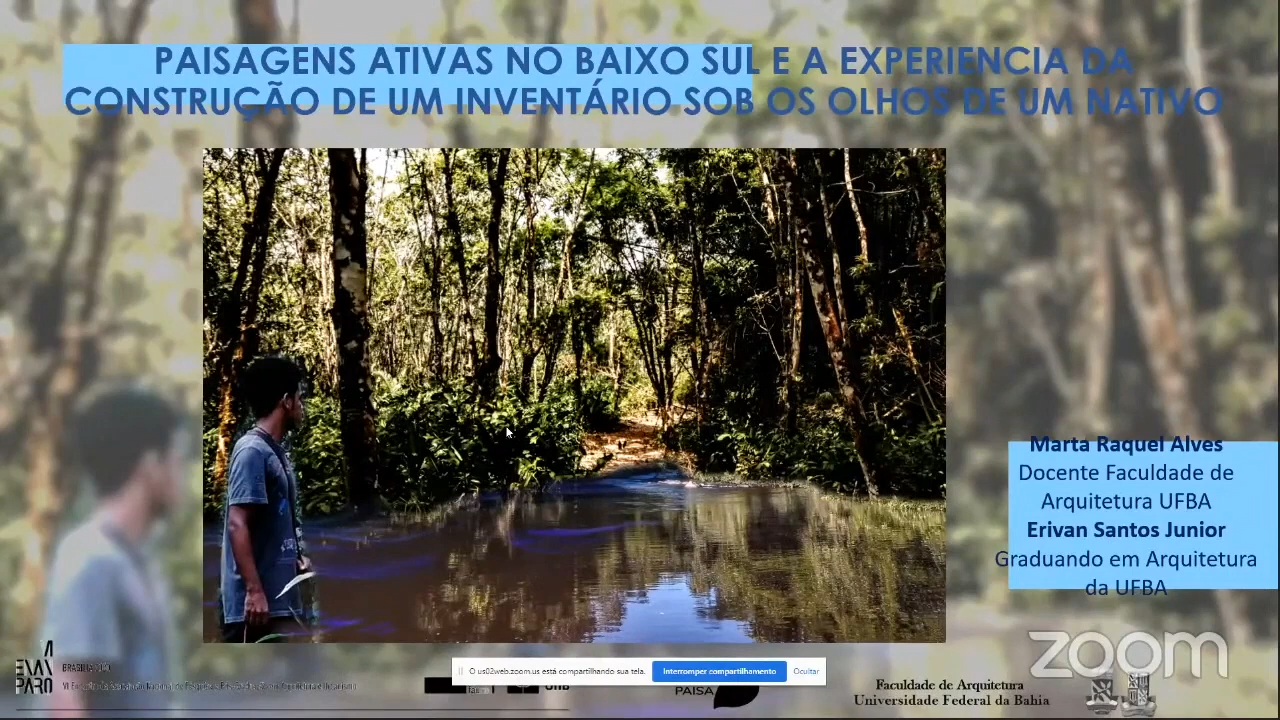 PAISAGENS ATIVAS NO BAIXO SUL E A EXPERIENCIA DA
CONSTRUÇÃO DE UM INVENTÁRIO SOB OS OLHOS DE UM NATIVO
Marta Raquel Alves
Docente Faculdade de
Arquitetura UFBA
Erivan Santos Junior
Graduando em Arquitetura
da UFBA
zoom
O us02web.zoom.us está compartilhando sua tela.
Interromper compartilhamento
Ocultar
PAISA
Faculdade de Arquitetura
Universidade Federal da Bahia